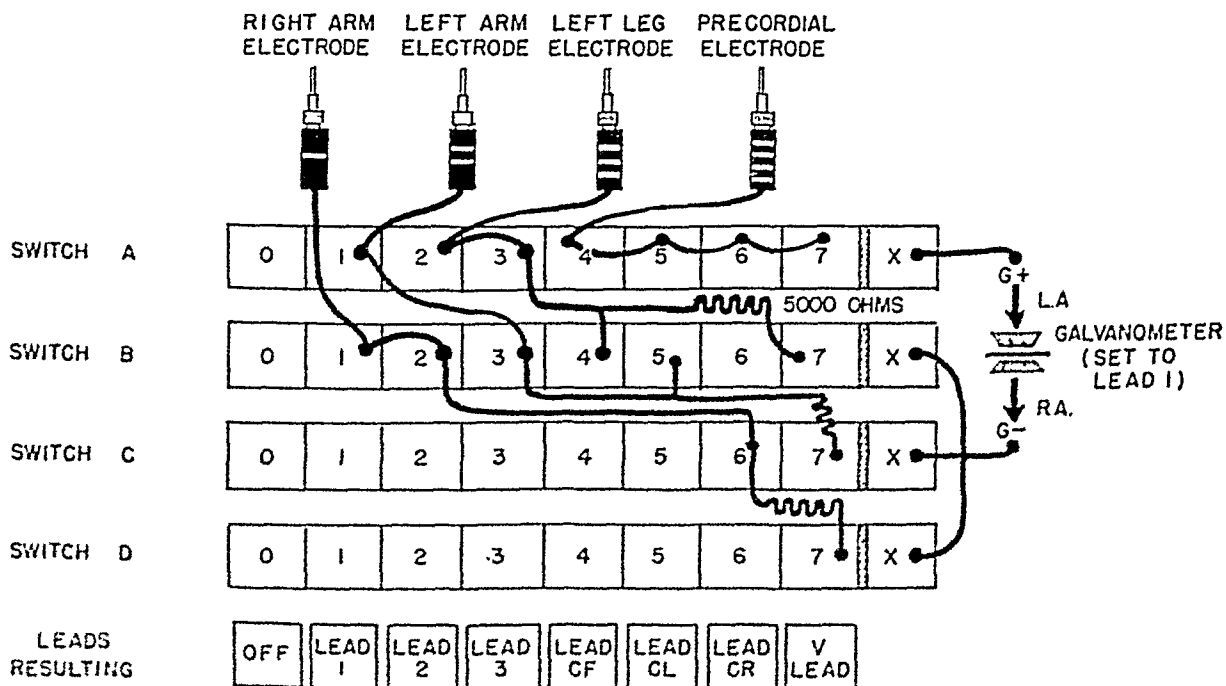 RIGHT ARM ELECTRODE
LEFT ARM ELECTRODE
LEFT LEG ELECTRODE
PRECORDIAL ELECTRODE
SWITCH A 0 1 2 3 4 5 6 7 X
G+
L.A
5000 OHMS
GALVANOMETER
(SET TO
LEAD 1)
SWITCH B 0 1 2 3 4 5 6 7 X
RA.
G-
SWITCH C 0 1 2 3 4 5 6 7 X
SWITCH D 0 1 2 3 4 5 6 7 X
LEADS
RESULTING
OFF
LEAD 1
LEAD 2
LEAD 3
LEAD CF
LEAD CL
LEAD CR
V LEAD